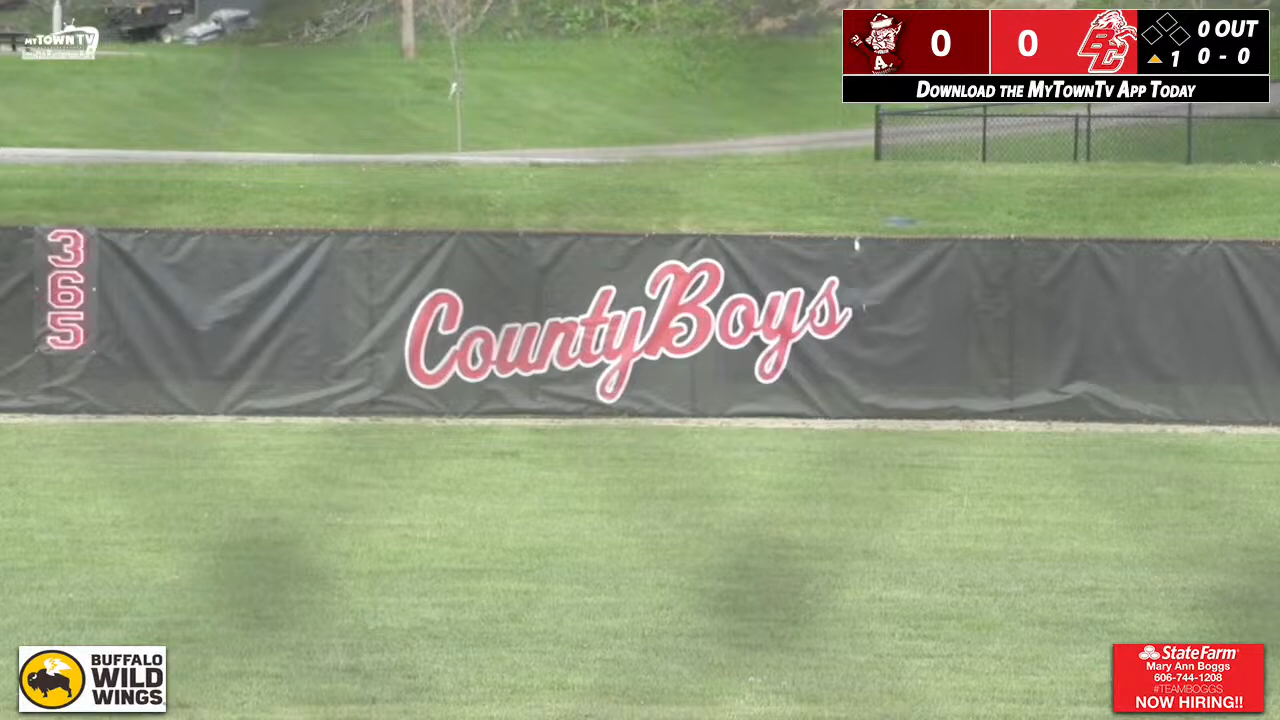 MYTOWNTV
A.
0
0
BC
0 OUT
1
0 - 0
DOWNLOAD THE MYTOWNTV APP TODAY
365
CountyBoys
BUFFALO
WILD
WINGS
StateFarm
Mary Ann Boggs
606-744-1208
#TEAMBOGGS
NOW HIRING!!